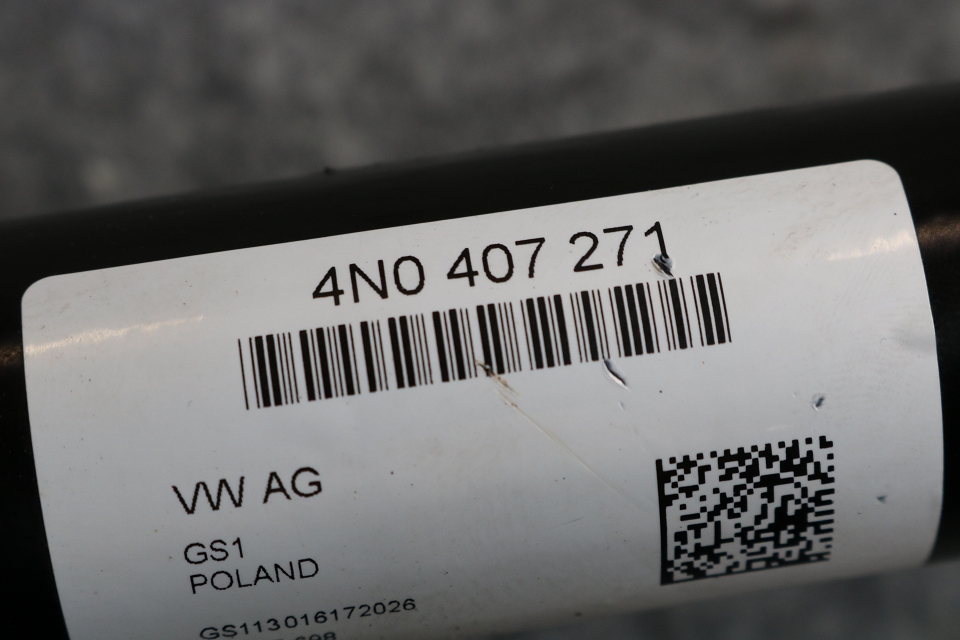 4N0 407 271
VW AG
GS1
POLAND
GS113016172026